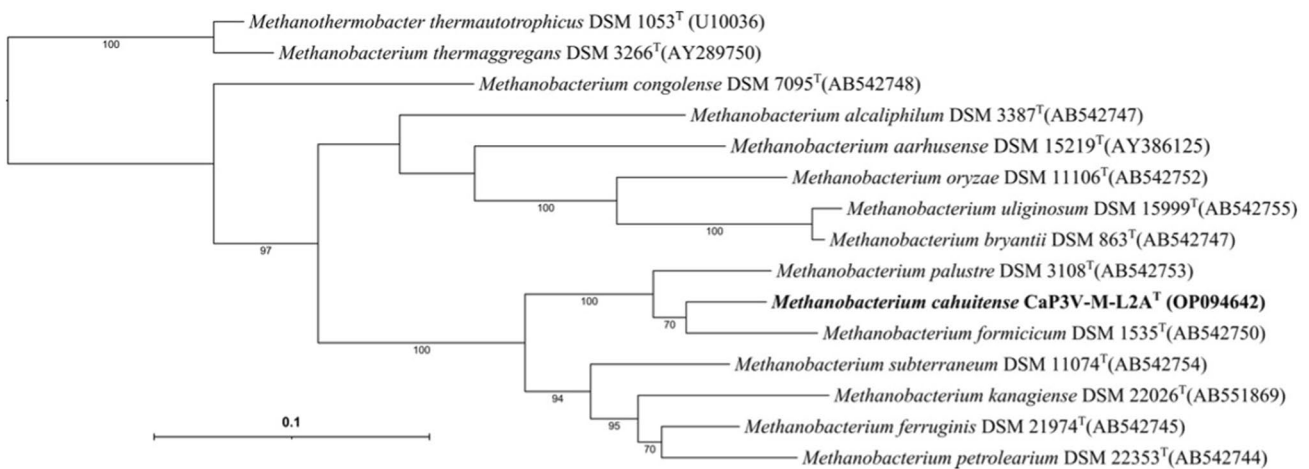 Methanothermobacter thermautotrophicus DSM 1053T (U10036)
100
Methanobacterium thermaggregans DSM 3266T(AY289750)
Methanobacterium congolense DSM 7095T(AB542748)
Methanobacterium alcaliphilum DSM 3387T(AB542747)
Methanobacterium aarhusense DSM 15219T(AY386125)
Methanobacterium oryzae DSM 11106T(AB542752)
100
Methanobacterium uliginosum DSM 15999T(AB542755)
100
Methanobacterium bryantii DSM 863T(AB542747)
97
Methanobacterium palustre DSM 3108T(AB542753)
100
Methanobacterium cahuitense CaP3V-M-L2AT (OP094642)
70
Methanobacterium formicicum DSM 1535T(AB542750)
100
Methanobacterium subterraneum DSM 11074T(AB542754)
94
Methanobacterium kanagiense DSM 22026T(AB551869)
95
Methanobacterium ferruginis DSM 21974T(AB542745)
70
Methanobacterium petrolearium DSM 22353T(AB542744)
0.1